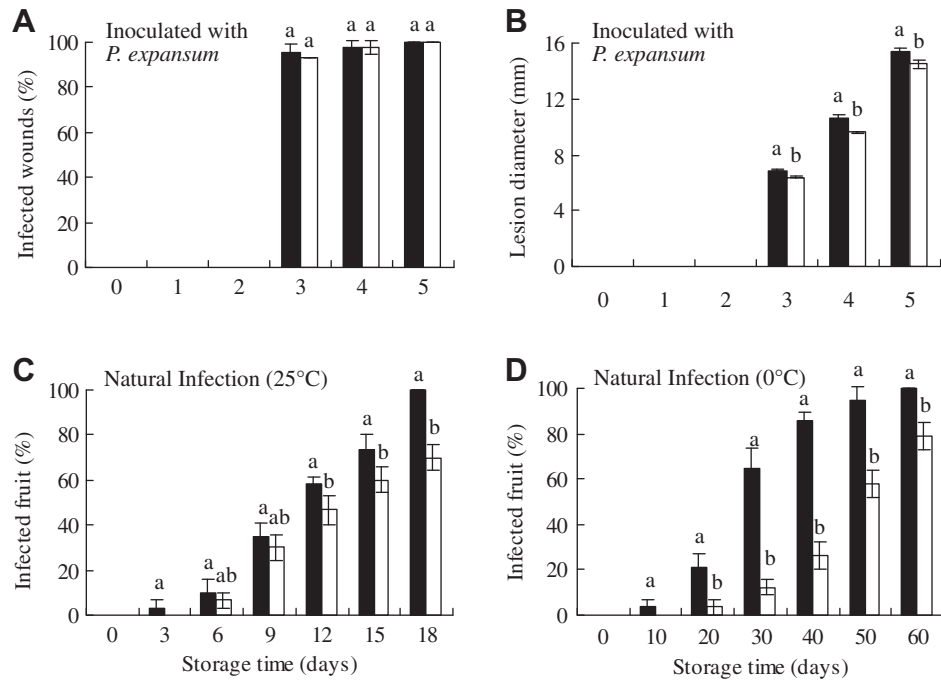 A
Inoculated with
P. expansum
a a a a a a
Infected wounds (%)
100
80
60
40
20
0
0 1 2 3 4 5
B
Inoculated with
P. expansum
a b a b a b
Lesion diameter (mm)
16
12
8
4
0
0 1 2 3 4 5
C
Natural Infection (25°C)
a a ab a ab a b a b a b
Infected fruit (%)
100
80
60
40
20
0
0 3 6 9 12 15 18
Storage time (days)
D
Natural Infection (0°C)
a a b a b a b a b a b
Infected fruit (%)
100
80
60
40
20
0
0 10 20 30 40 50 60
Storage time (days)